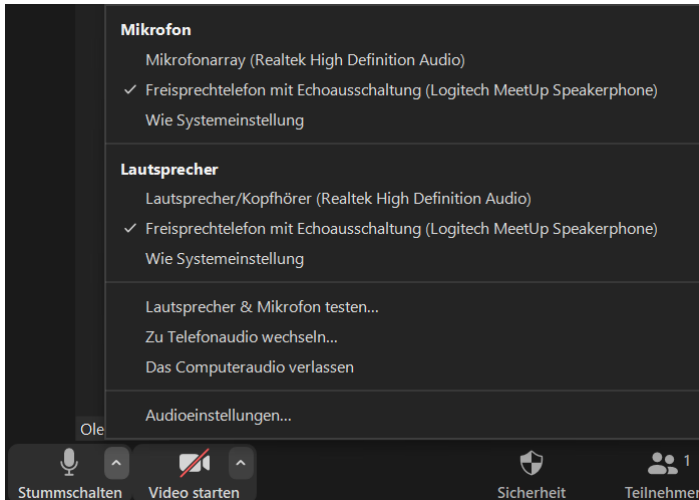 Mikrofon
Mikrofonarray (Realtek High Definition Audio)
Freisprechtelefon mit Echoausschaltung (Logitech MeetUp Speakerphone)
Wie Systemeinstellung
Lautsprecher
Lautsprecher/Kopfhörer (Realtek High Definition Audio)
Freisprechtelefon mit Echoausschaltung (Logitech MeetUp Speakerphone)
Wie Systemeinstellung
Lautsprecher & Mikrofon testen...
Zu Telefonaudio wechseln...
Das Computeraudio verlassen
Audioeinstellungen...
Ole
1
Stummschalten Video starten Sicherheit Teilnehmer